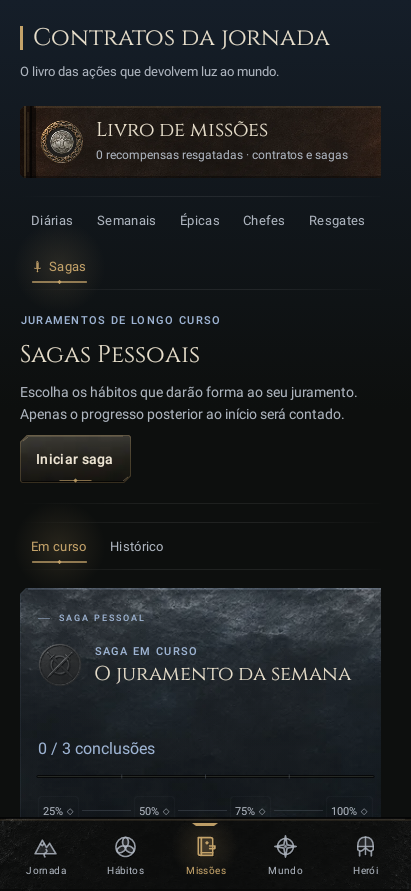 Contratos da Jornada
O livro das ações que devolvem luz ao mundo.
Livro de Missões
0 recompensas resgatadas · contratos e sagas
Diárias Semanais Épicas Chefes Resgates
Sagas
JURAMENTOS DE LONGO CURSO
Sagas Pessoais
Escolha os hábitos que darão forma ao seu juramento.
Apenas o progresso posterior ao início será contado.
Iniciar saga
Em curso Histórico
SAGA PESSOAL
SAGA EM CURSO
O juramento da semana
0 / 3 conclusões
25% 50% 75% 100%
Jornada Hábitos Missões Mundo Herói